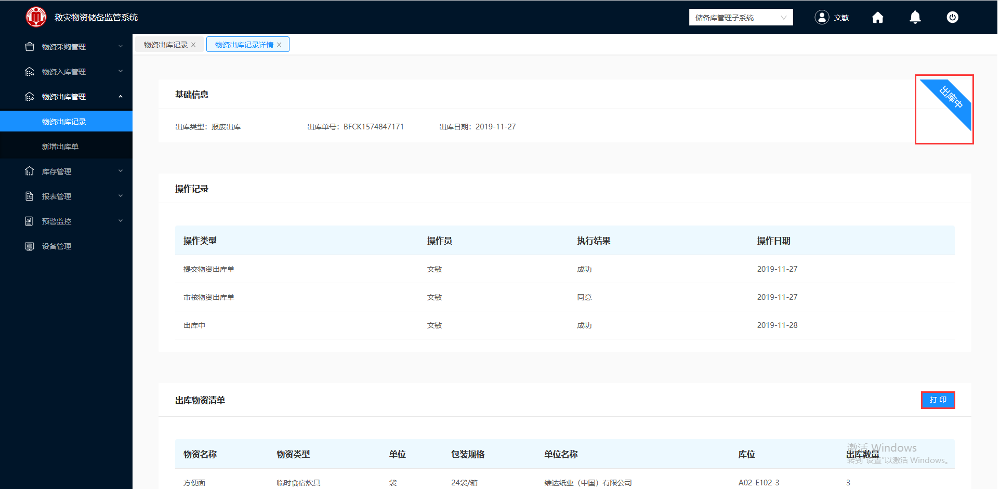 救灾物资储备监管系统
储备库管理子系统
文敏
物资采购管理
物资入库管理
物资出库管理
物资出库记录
新增出库单
库存管理
报表管理
预警监控
设备管理
物资出库记录
物资出库记录详情
基础信息
出库中
出库类型：报废出库 出库单号：BFCK1574847171 出库日期：2019-11-27
操作记录
操作类型 操作员 执行结果 操作日期
提交物资出库单 文敏 成功 2019-11-27
审核物资出库单 文敏 同意 2019-11-27
出库中 文敏 成功 2019-11-28
出库物资清单
打 印
物资名称 物资类型 单位 包装规格 单位名称 库位 出库数量
方便面 临时食宿炊具 袋 24袋/箱 维达纸业（中国）有限公司 A02-E102-3 3
激活 Windows
转到"设置"以激活 Windows。